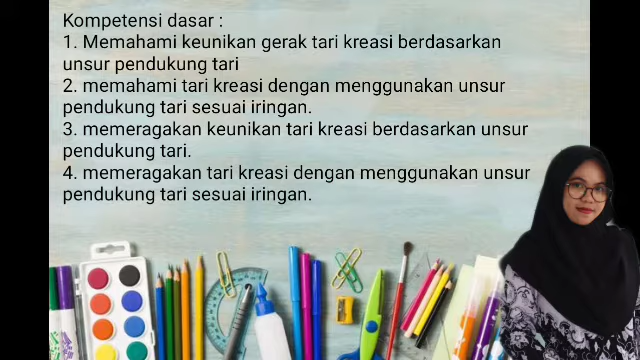 Kompetensi dasar :
1. Memahami keunikan gerak tari kreasi berdasarkan
unsur pendukung tari
2. memahami tari kreasi dengan menggunakan unsur
pendukung tari sesuai iringan.
3. memeragakan keunikan tari kreasi berdasarkan unsur
pendukung tari.
4. memeragakan tari kreasi dengan menggunakan unsur
pendukung tari sesuai iringan.